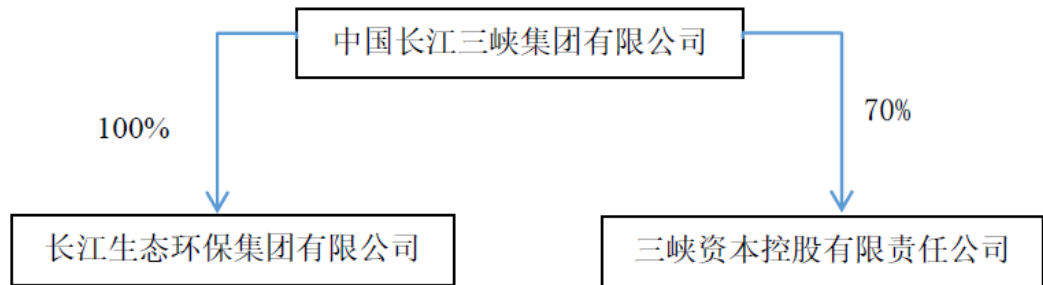 中国长江三峡集团有限公司
100%
70%
长江生态环保集团有限公司
三峡资本控股有限责任公司